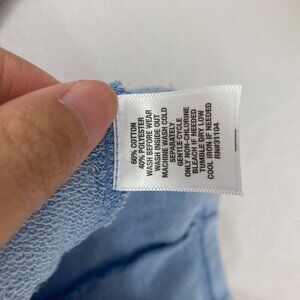 60% COTTON
40% POLYESTER
WASH BEFORE WEAR
WASH INSIDE OUT
MACHINE WASH COLD
SEPARATELY
GENTLE CYCLE
ONLY NON-CHLORINE
BLEACH IF NEEDED
TUMBLE DRY LOW
COOL IRON IF NEEDED
RN#31104